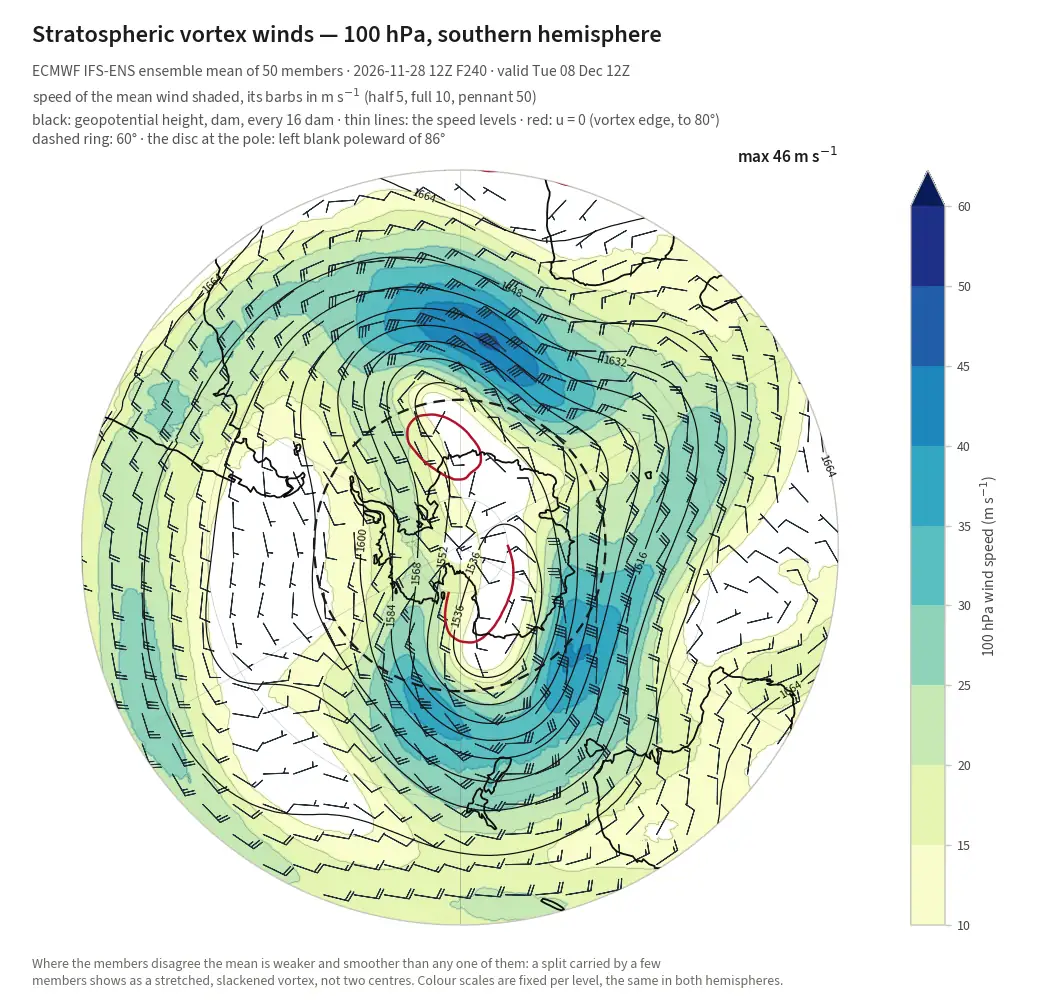 Stratospheric vortex winds — 100 hPa, southern hemisphere
ECMWF IFS-ENS ensemble mean of 50 members · 2026-11-28 12Z F240 · valid Tue 08 Dec 12Z
speed of the mean wind shaded, its barbs in m s⁻¹ (half 5, full 10, pennant 50)
black: geopotential height, dam, every 16 dam · thin lines: the speed levels · red: u = 0 (vortex edge, to 80°)
dashed ring: 60° · the disc at the pole: left blank poleward of 86°
max 46 m s⁻¹
1664
1664
1648
1632
1664
1616
1600
1552
1536
1568
1584
1536
1664
60
50
45
40
35
30
25
20
15
10
100 hPa wind speed (m s⁻¹)
Where the members disagree the mean is weaker and smoother than any one of them: a split carried by a few
members shows as a stretched, slackened vortex, not two centres. Colour scales are fixed per level, the same in both hemispheres.